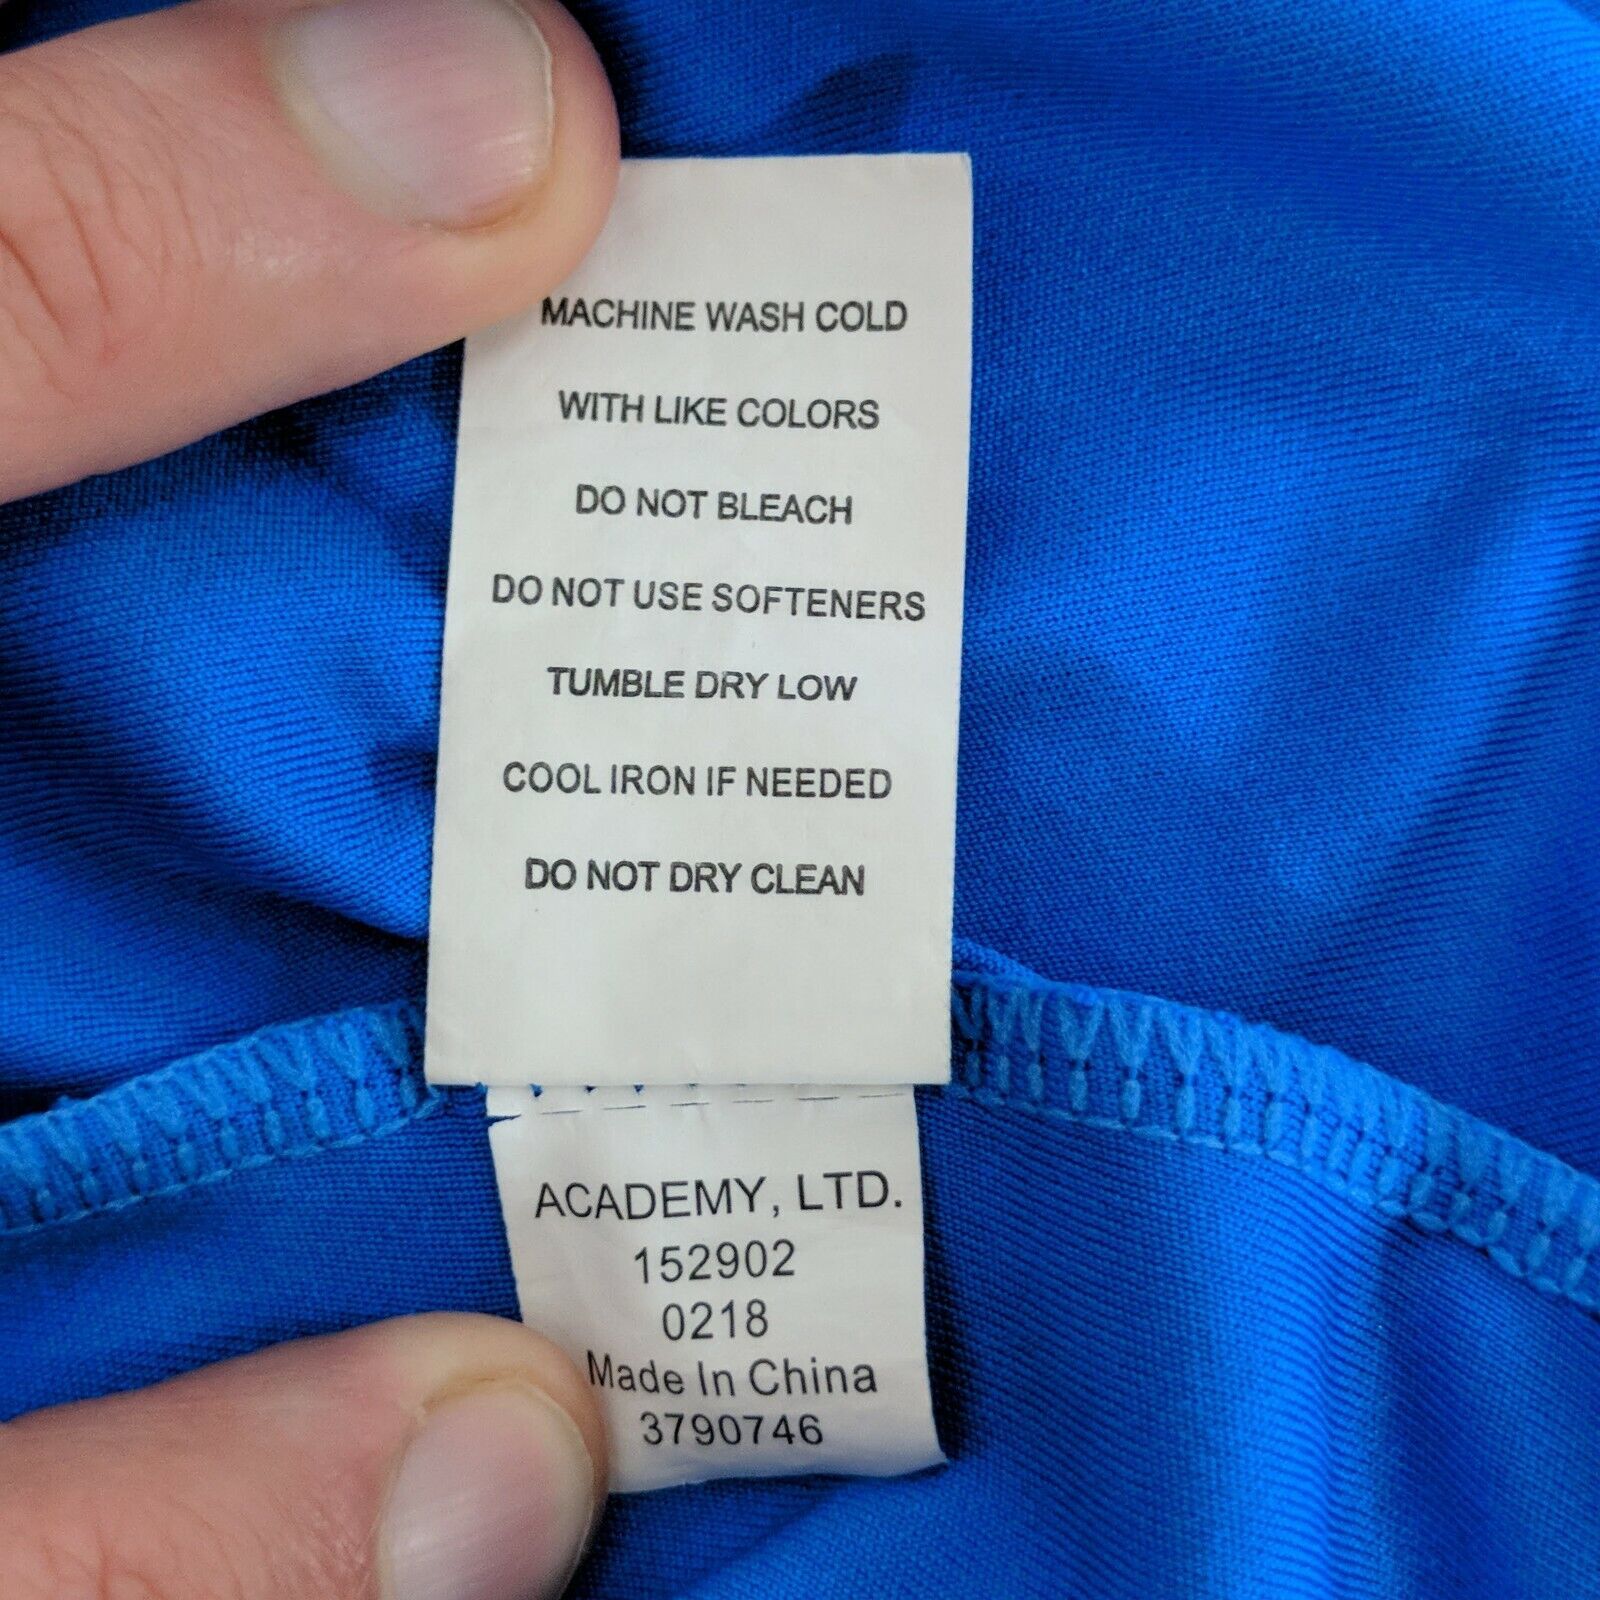 MACHINE WASH COLD
WITH LIKE COLORS
DO NOT BLEACH
DO NOT USE SOFTENERS
TUMBLE DRY LOW
COOL IRON IF NEEDED
DO NOT DRY CLEAN
ACADEMY, LTD.
152902
0218
Made In China
3790746